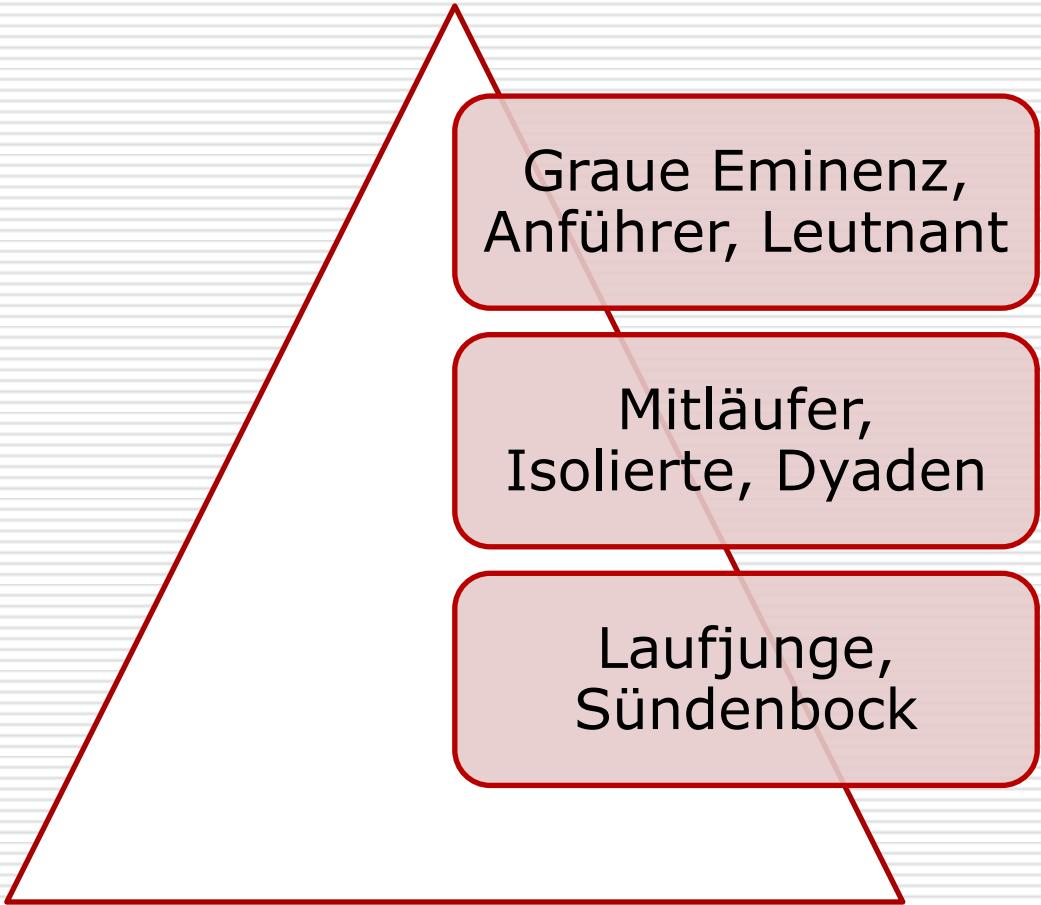 Graue Eminenz,
Anführer, Leutnant
Mitläufer,
Isolierte, Dyaden
Laufjunge,
Sündenbock